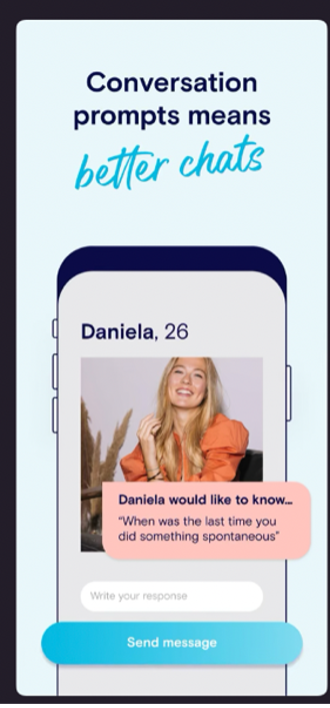 Conversation
prompts means
better chats
Daniela, 26
Daniela would like to know...
“When was the last time you
did something spontaneous”
Write your response
Send message